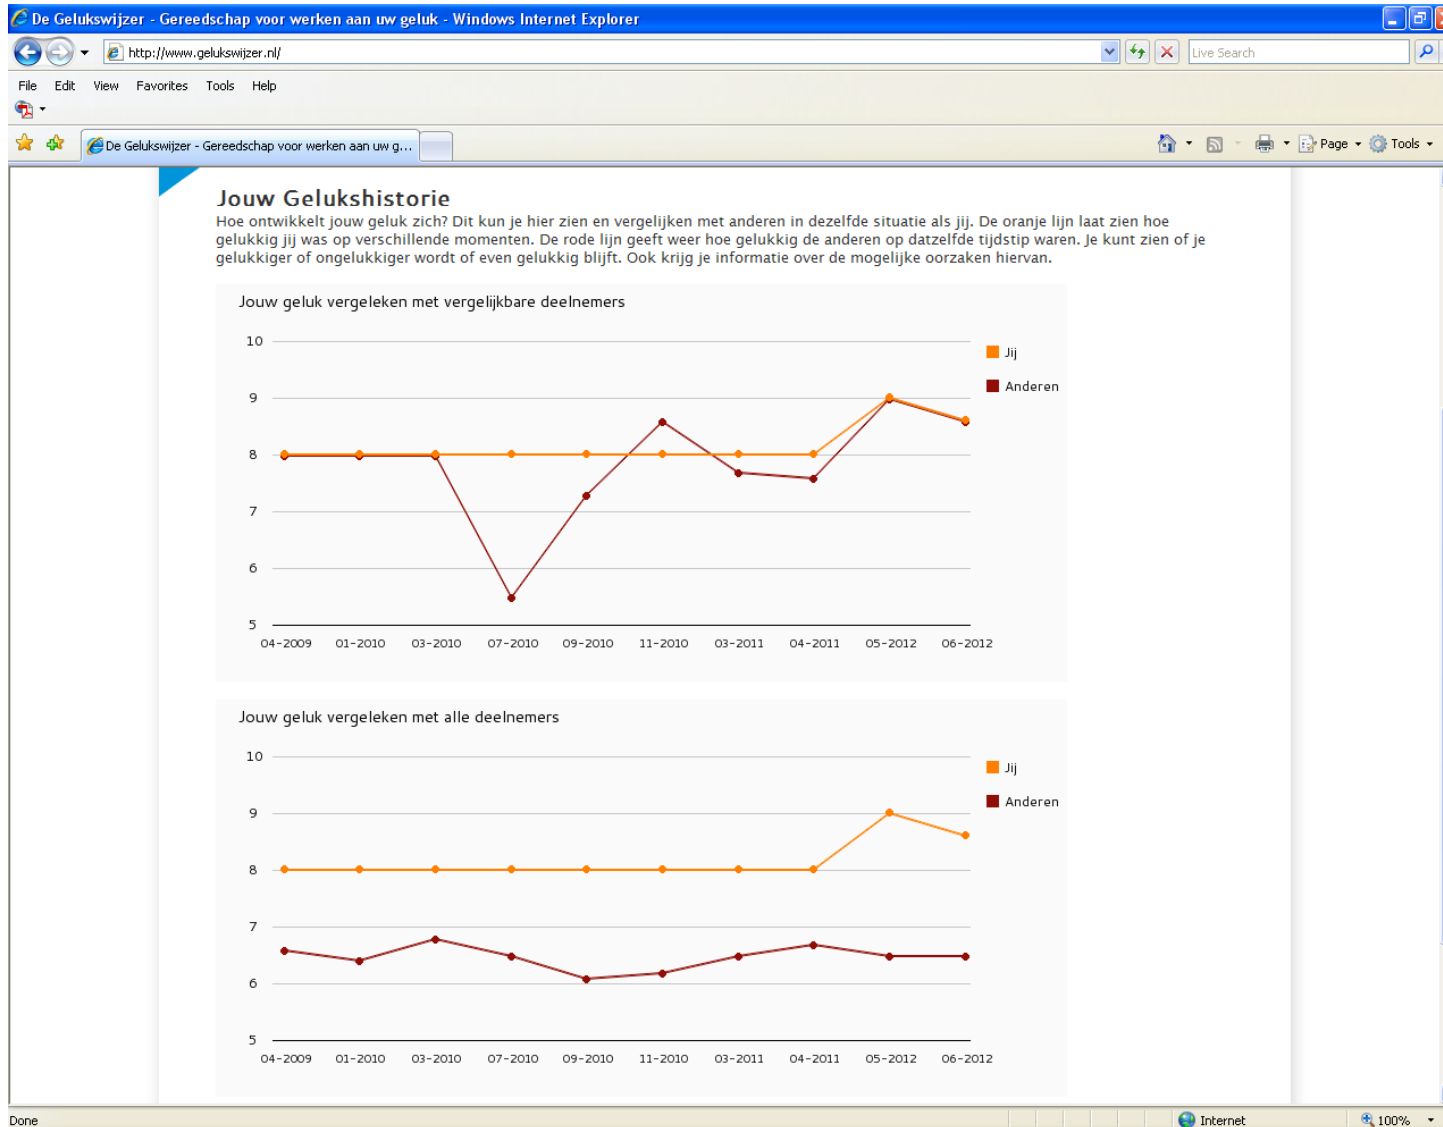 De Gelukswijzer - Gereedschap voor werken aan uw geluk - Windows Internet Explorer
http://www.gelukswijzer.nl/
Live Search
File Edit View Favorites Tools Help
De Gelukswijzer - Gereedschap voor werken aan uw g...
Page Tools
Jouw Gelukshistorie
Hoe ontwikkelt jouw geluk zich? Dit kun je hier zien en vergelijken met anderen in dezelfde situatie als jij. De oranje lijn laat zien hoe
gelukkig jij was op verschillende momenten. De rode lijn geeft weer hoe gelukkig de anderen op datzelfde tijdstip waren. Je kunt zien of je
gelukkiger of ongelukkiger wordt of even gelukkig blijft. Ook krijg je informatie over de mogelijke oorzaken hiervan.
Jouw geluk vergeleken met vergelijkbare deelnemers
10
9
8
7
6
5
04-2009 01-2010 03-2010 07-2010 09-2010 11-2010 03-2011 04-2011 05-2012 06-2012
Jij
Anderen
Jouw geluk vergeleken met alle deelnemers
10
9
8
7
6
5
04-2009 01-2010 03-2010 07-2010 09-2010 11-2010 03-2011 04-2011 05-2012 06-2012
Jij
Anderen
Done
Internet
100%